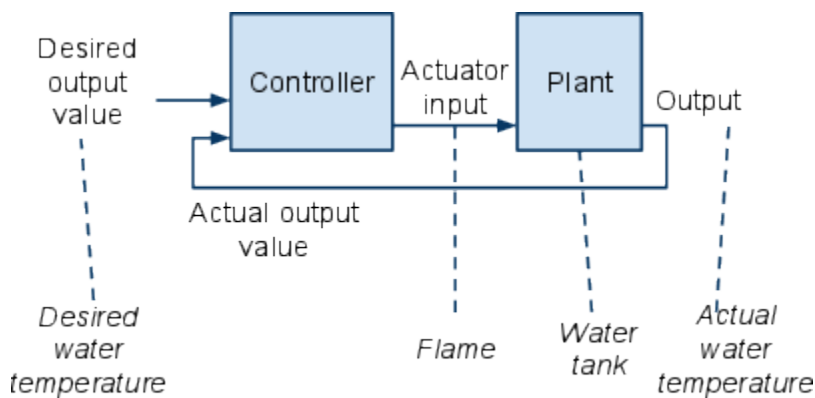 Desired
output
value
Controller
Actuator
input
Plant
Output
Actual output
value
Desired
water
temperature
Flame
Water
tank
Actual
water
temperature